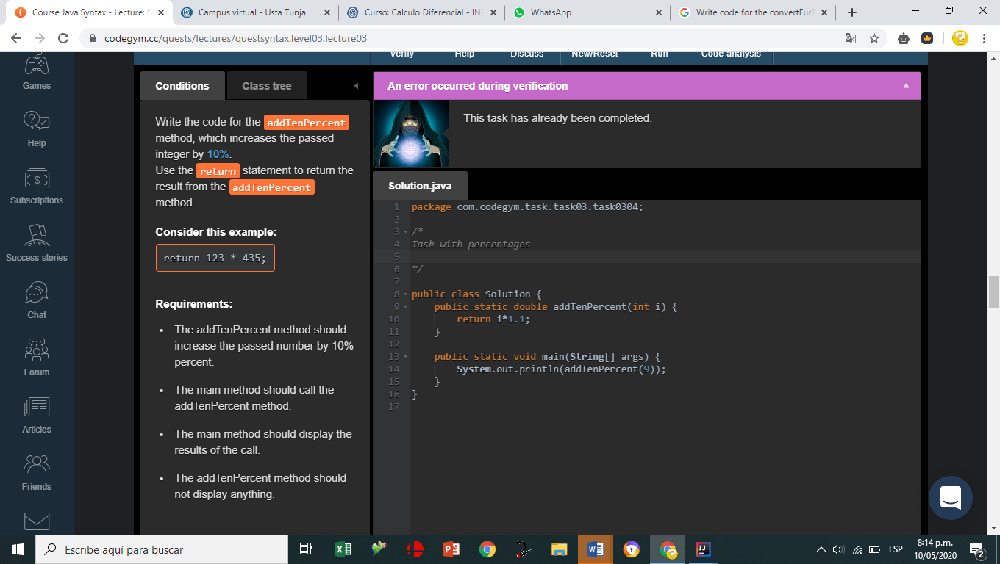 Course Java Syntax - Lecture: S
Campus virtual - Usta Tunja
Curso: Calculo Diferencial - IND
WhatsApp
Write code for the convertEurT
codegym.cc/quests/lectures/questsyntax.level03.lecture03
Verify Help Discuss New/Reset Run Code analysis
Games
Help
Subscriptions
Success stories
Chat
Forum
Articles
Friends
Conditions
Class tree
Write the code for the addTenPercent
method, which increases the passed
integer by 10%.
Use the return statement to return the
result from the addTenPercent
method.
Consider this example:
return 123 * 435;
Requirements:
• The addTenPercent method should
increase the passed number by 10%
percent.
• The main method should call the
addTenPercent method.
• The main method should display the
results of the call.
• The addTenPercent method should
not display anything.
An error occurred during verification
This task has already been completed.
Solution.java
1 package com.codegym.task.task03.task0304;
2
3 /*
4 Task with percentages
5
6 */
7
8 public class Solution {
9 public static double addTenPercent(int i) {
10 return i*1.1;
11 }
12
13 public static void main(String[] args) {
14 System.out.println(addTenPercent(9));
15 }
16 }
17
Escribe aquí para buscar
ESP
8:14 p.m.
10/05/2020
2